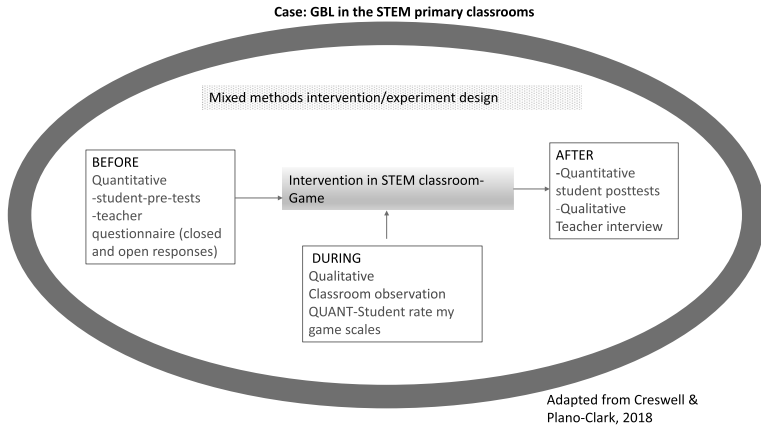 Case: GBL in the STEM primary classrooms
Mixed methods intervention/experiment design
BEFORE
Quantitative
-student-pre-tests
-teacher
questionnaire (closed
and open responses)
Intervention in STEM classroom-
Game
AFTER
-Quantitative
student posttests
-Qualitative
Teacher interview
DURING
Qualitative
Classroom observation
QUANT-Student rate my
game scales
Adapted from Creswell &
Plano-Clark, 2018